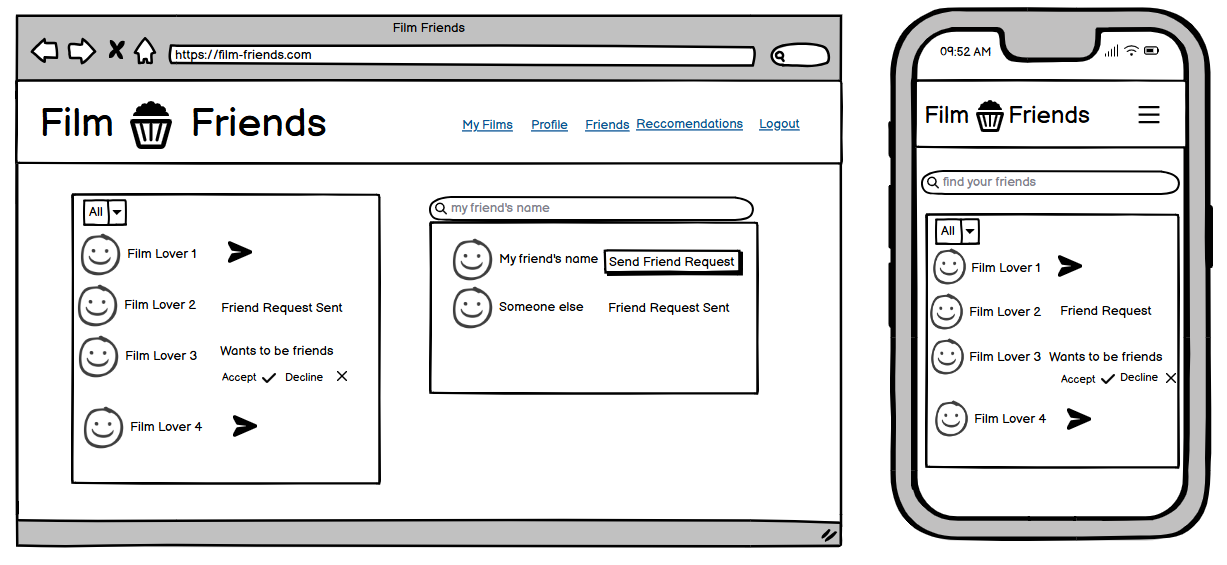 Film Friends
https://film-friends.com
Film Friends
My Films Profile Friends Reccomendations Logout
All
Film Lover 1
Film Lover 2 Friend Request Sent
Film Lover 3 Wants to be friends
Accept Decline
Film Lover 4
my friend's name
My friend's name Send Friend Request
Someone else Friend Request Sent
09:52 AM
Film Friends
find your friends
All
Film Lover 1
Film Lover 2 Friend Request
Film Lover 3 Wants to be friends
Accept Decline
Film Lover 4